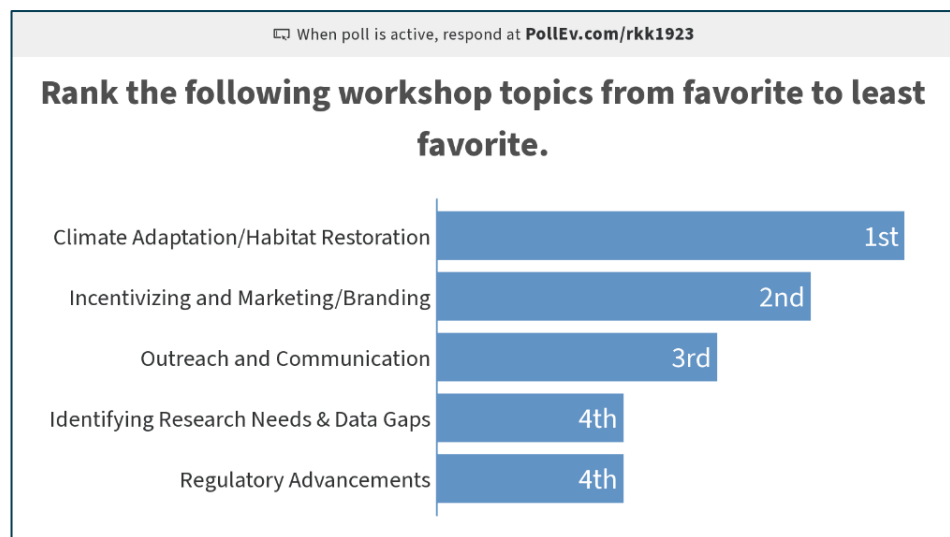 When poll is active, respond at PollEv.com/rkk1923
Rank the following workshop topics from favorite to least
favorite.
Climate Adaptation/Habitat Restoration 1st
Incentivizing and Marketing/Branding 2nd
Outreach and Communication 3rd
Identifying Research Needs & Data Gaps 4th
Regulatory Advancements 4th